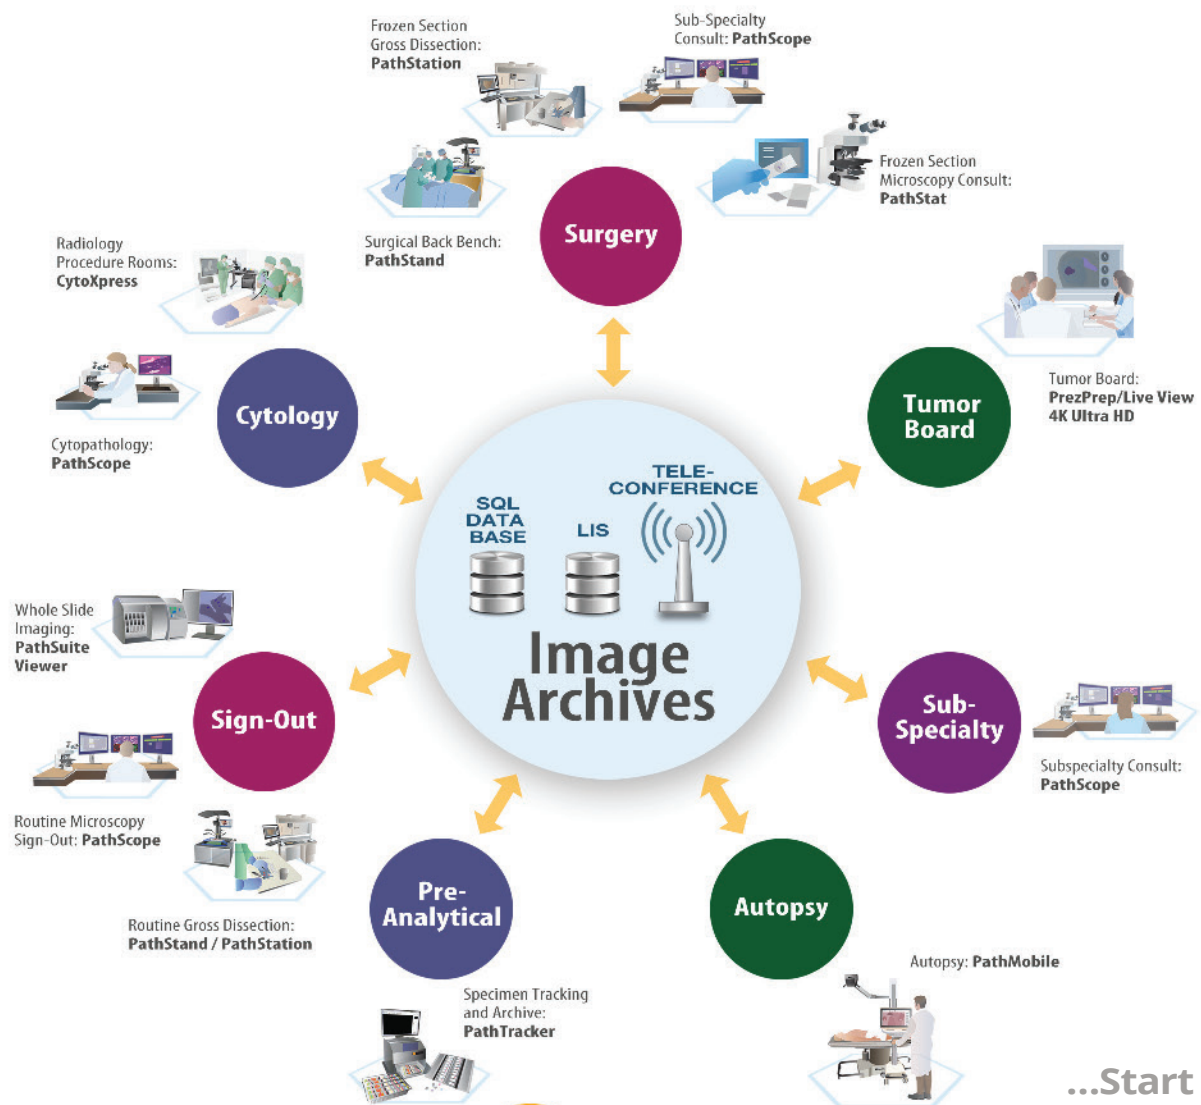 Frozen Section
Gross Dissection:
PathStation
Sub-Specialty
Consult: PathScope
Frozen Section
Microscopy Consult:
PathStat
Surgical Back Bench:
PathStand
Surgery
Radiology
Procedure Rooms:
CytoXpress
Cytopathology:
PathScope
Cytology
Tumor
Board
Tumor Board:
PrezPrep/Live View
4K Ultra HD
SQL
DATA
BASE
LIS
TELE-
CONFERENCE
Image
Archives
Whole Slide
Imaging:
PathSuite
Viewer
Sign-Out
Routine Microscopy
Sign-Out: PathScope
Routine Gross Dissection:
PathStand / PathStation
Sub-
Specialty
Subspecialty Consult:
PathScope
Pre-
Analytical
Specimen Tracking
and Archive:
PathTracker
Autopsy
Autopsy: PathMobile
...Start